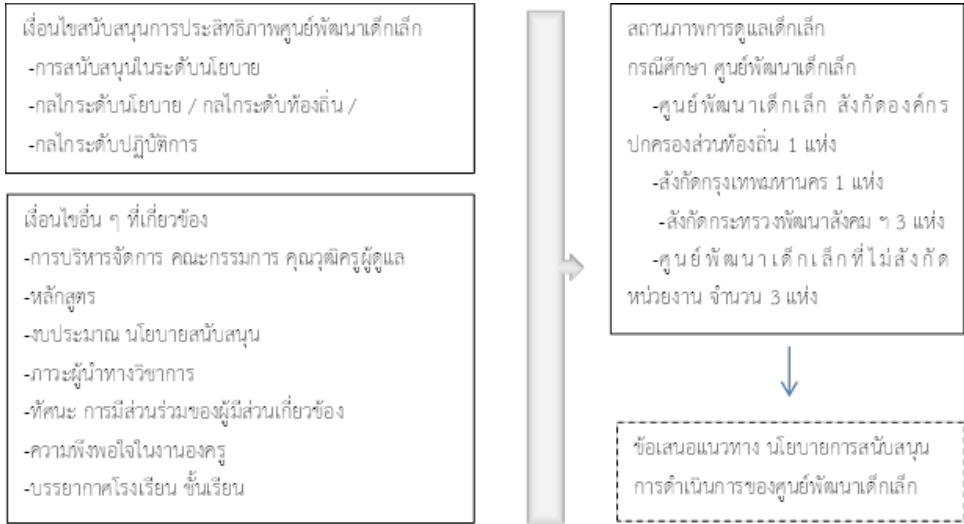 เงื่อนไขสนับสนุนการประสิทธิภาพศูนย์พัฒนาเด็กเล็ก
-การสนับสนุนในระดับนโยบาย
-กลไกระดับนโยบาย / กลไกระดับท้องถิ่น /
-กลไกระดับปฏิบัติการ
เงื่อนไขอื่น ๆ ที่เกี่ยวข้อง
-การบริหารจัดการ คณะกรรมการ คุณวุฒิครูผู้ดูแล
-หลักสูตร
-งบประมาณ นโยบายสนับสนุน
-ภาวะผู้นำทางวิชาการ
-ทัศนะ การมีส่วนร่วมของผู้มีส่วนเกี่ยวข้อง
-ความพึงพอใจในงานองครู
-บรรยากาศโรงเรียน ชั้นเรียน
สถานภาพการดูแลเด็กเล็ก
กรณีศึกษา ศูนย์พัฒนาเด็กเล็ก
-ศูนย์พัฒนาเด็กเล็ก สังกัดองค์กร
ปกครองส่วนท้องถิ่น 1 แห่ง
-สังกัดกรุงเทพมหานคร 1 แห่ง
-สังกัดกระทรวงพัฒนาสังคม ฯ 3 แห่ง
-ศูนย์พัฒนาเด็กเล็กที่ไม่สังกัด
หน่วยงาน จำนวน 3 แห่ง
ข้อเสนอแนวทาง นโยบายการสนับสนุน
การดำเนินการของศูนย์พัฒนาเด็กเล็ก